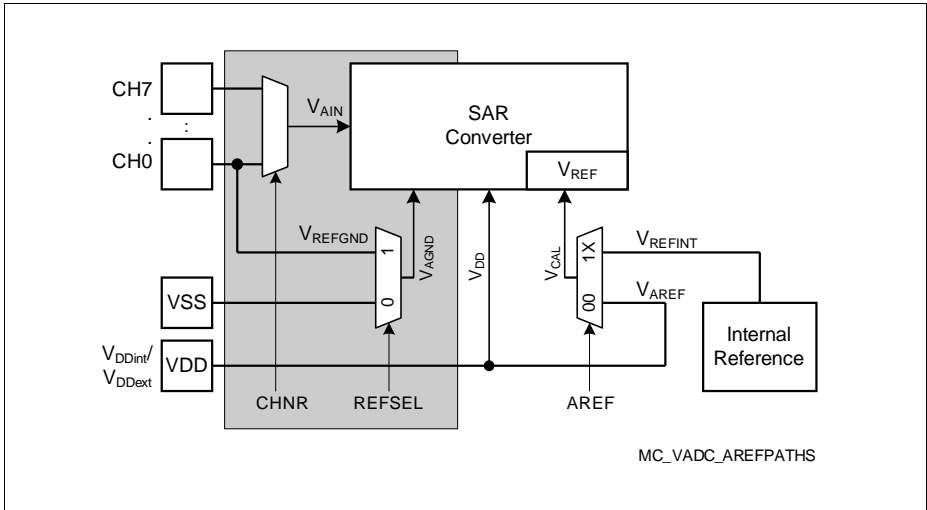 CH7
.
:
.
CH0
VAIN
SAR
Converter
VREF
VREFGND
1
0
VAGND
VDD
VCAL
1X
00
VREFINT
VAREF
VSS
VDDint/
VDDext
VDD
Internal
Reference
CHNR
REFSEL
AREF
MC_VADC_AREFPATHS